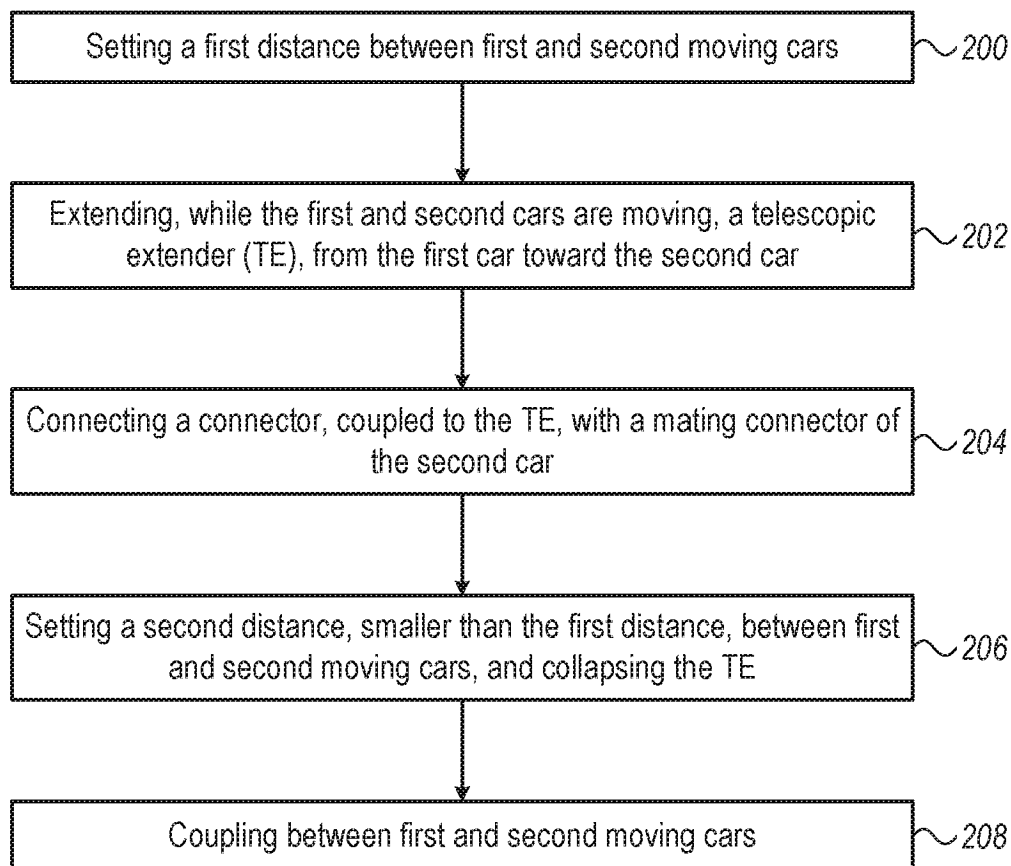 Setting a first distance between first and second moving cars 200
Extending, while the first and second cars are moving, a telescopic
extender (TE), from the first car toward the second car 202
Connecting a connector, coupled to the TE, with a mating connector of
the second car 204
Setting a second distance, smaller than the first distance, between first
and second moving cars, and collapsing the TE 206
Coupling between first and second moving cars 208